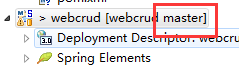 > webcrud [webcrud master]
Deployment Descriptor: webcru
Spring Elements